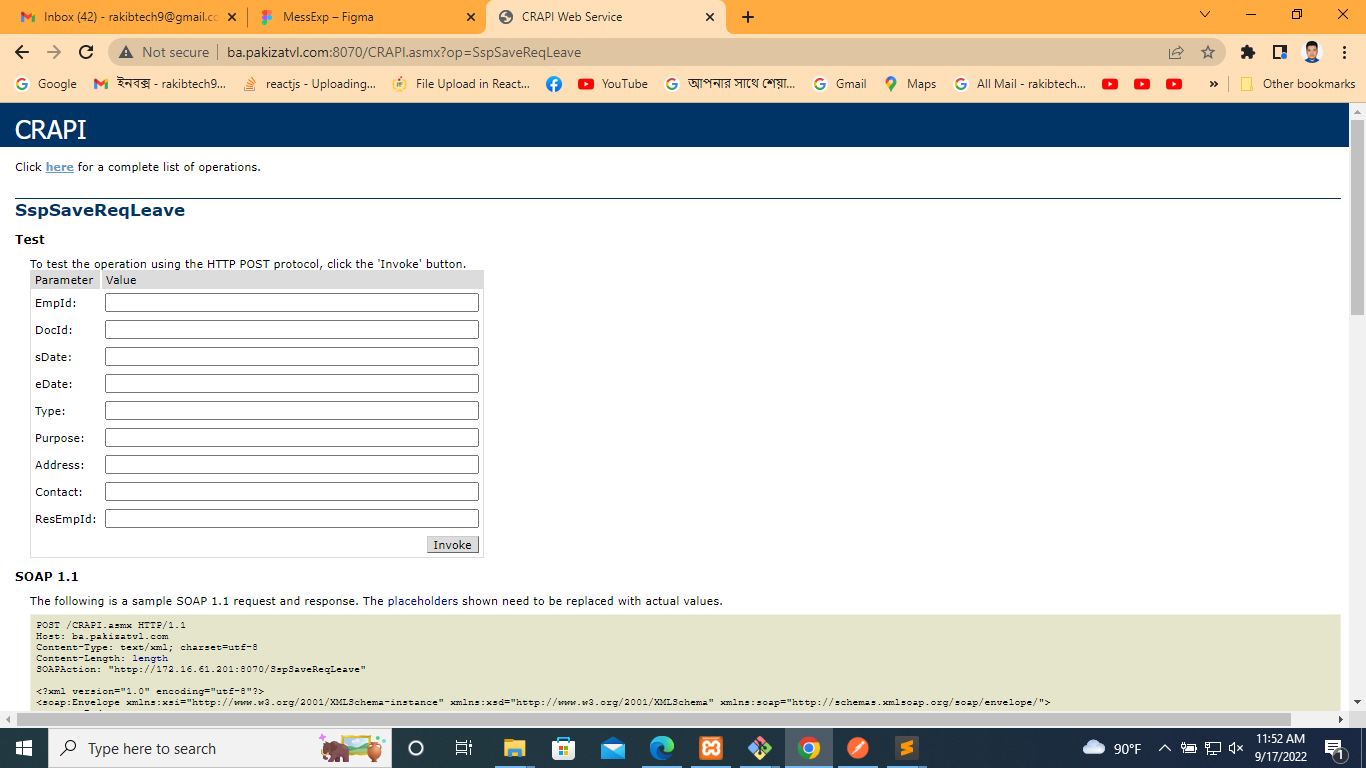 Inbox (42) - rakibtech9@gmail.cc
MessExp – Figma
CRAPI Web Service
Not secure
ba.pakizatvl.com:8070/CRAPI.asmx?op=SspSaveReqLeave
Google
ইনবক্স - rakibtech9...
reactjs - Uploading...
File Upload in React...
YouTube
আপনার সাথে শেয়া...
Gmail
Maps
All Mail - rakibtech...
»
Other bookmarks
CRAPI
Click here for a complete list of operations.
SspSaveReqLeave
Test
To test the operation using the HTTP POST protocol, click the 'Invoke' button.
Parameter Value
EmpId:
DocId:
sDate:
eDate:
Type:
Purpose:
Address:
Contact:
ResEmpId:
Invoke
SOAP 1.1
The following is a sample SOAP 1.1 request and response. The placeholders shown need to be replaced with actual values.
POST /CRAPI.asmx HTTP/1.1
Host: ba.pakizatvl.com
Content-Type: text/xml; charset=utf-8
Content-Length: length
SOAPAction: "http://172.16.61.201:8070/SspSaveReqLeave"
<?xml version="1.0" encoding="utf-8"?>
<soap:Envelope xmlns:xsi="http://www.w3.org/2001/XMLSchema-instance" xmlns:xsd="http://www.w3.org/2001/XMLSchema" xmlns:soap="http://schemas.xmlsoap.org/soap/envelope/">
Type here to search
90°F
11:52 AM
9/17/2022
1